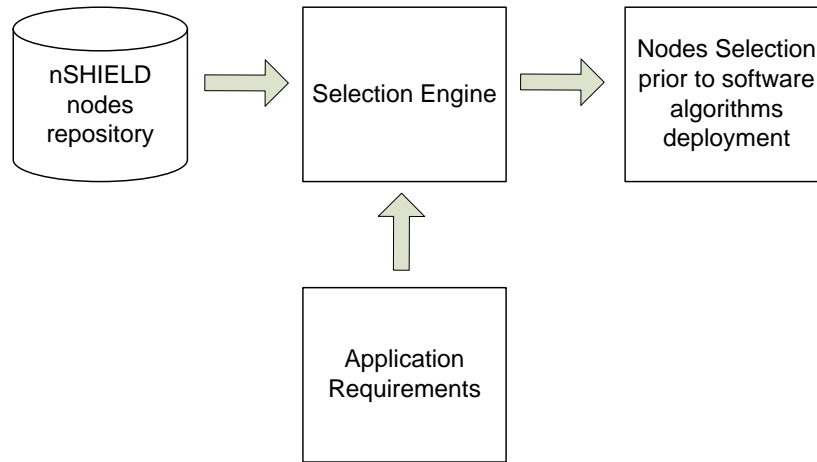 nSHIELD
nodes
repository
Selection Engine
Nodes Selection
prior to software
algorithms
deployment
Application
Requirements